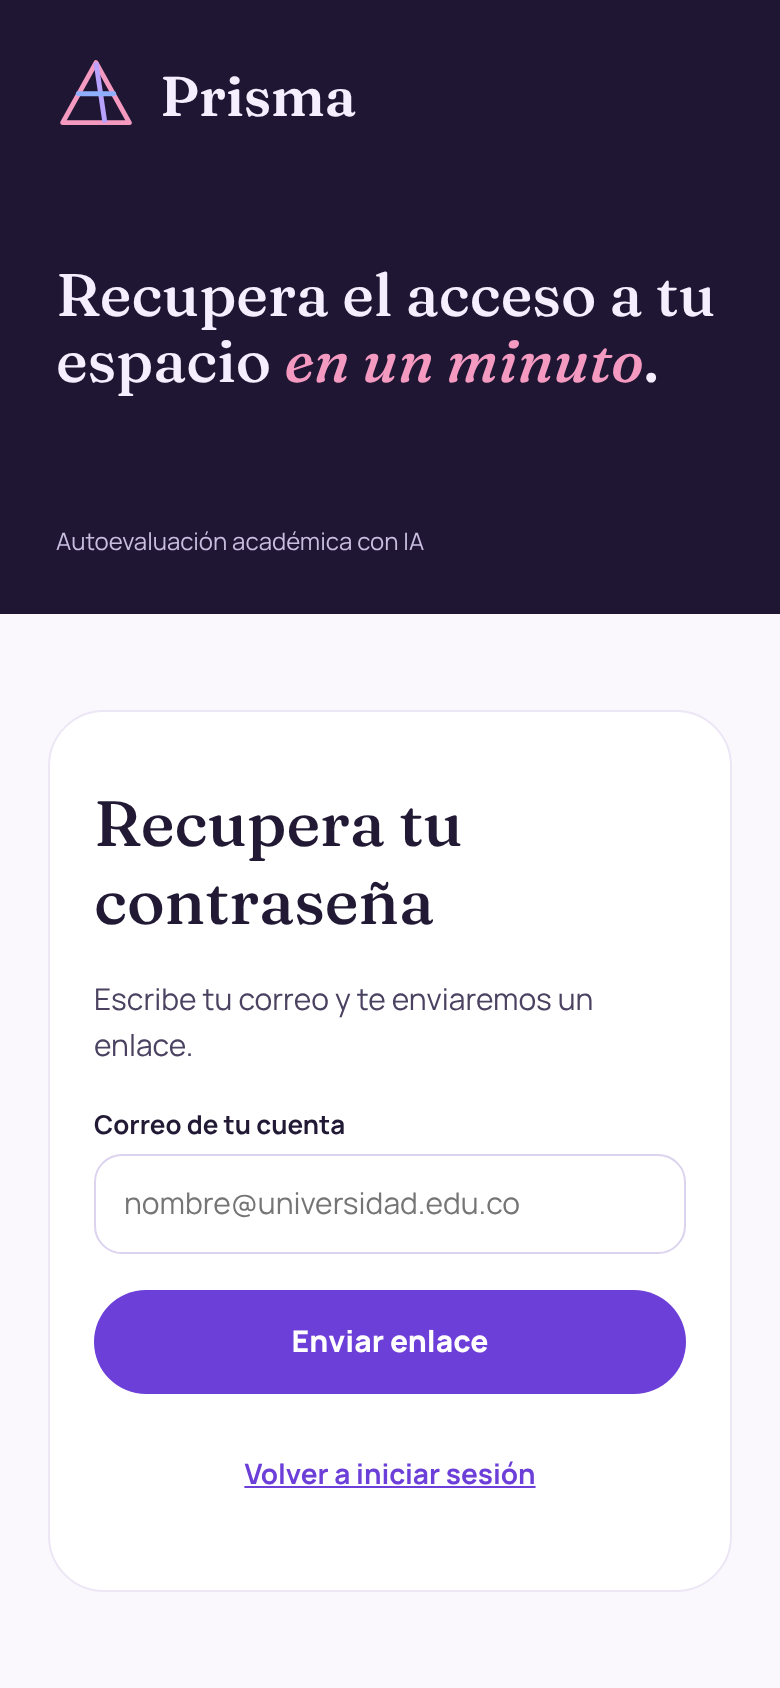 Prisma
Recupera el acceso a tu
espacio en un minuto.
Autoevaluación académica con IA
Recupera tu
contraseña
Escribe tu correo y te enviaremos un
enlace.
Correo de tu cuenta
nombre@universidad.edu.co
Enviar enlace
Volver a iniciar sesión